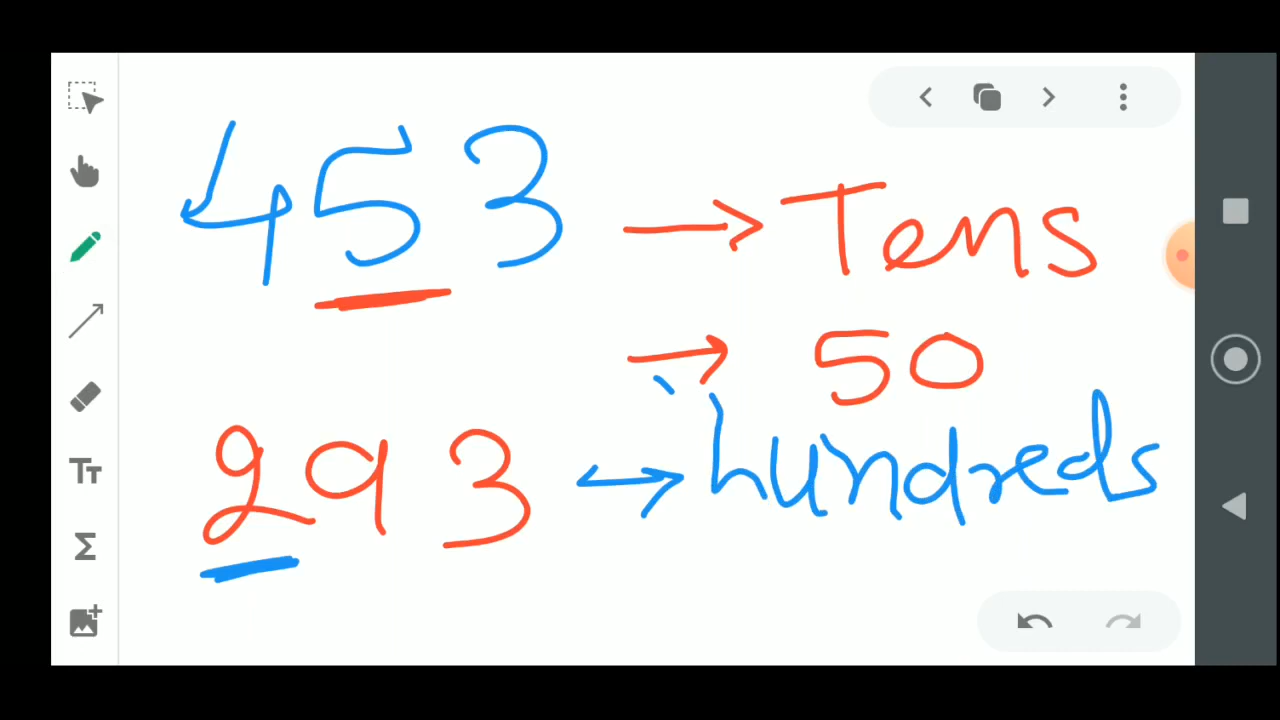 453 → Tens
→ 50
293 ↔ hundreds